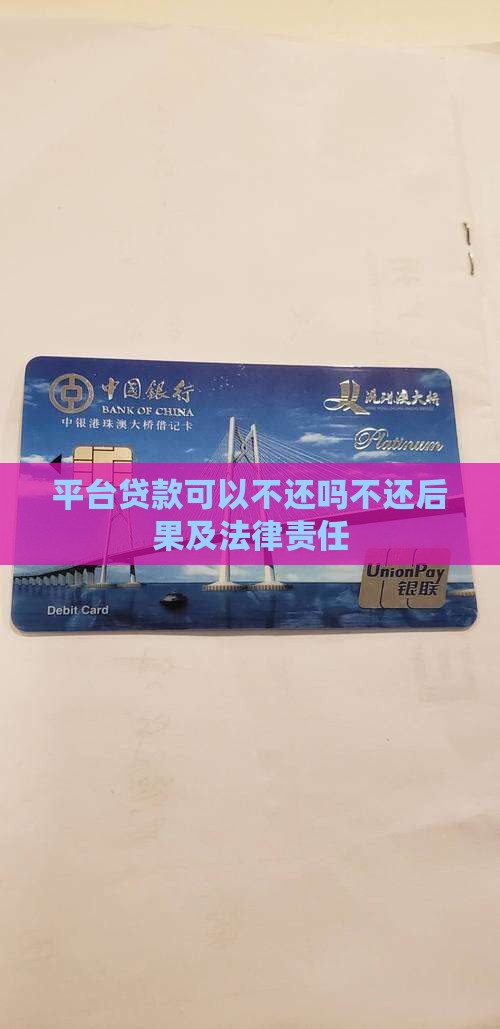 中国銀行
BANK OF CHINA
中银港珠澳大桥借记卡
港珠澳大桥
Platinum
平台贷款可以不还吗不还后
果及法律责任
UnionPay
银联
Debit Card